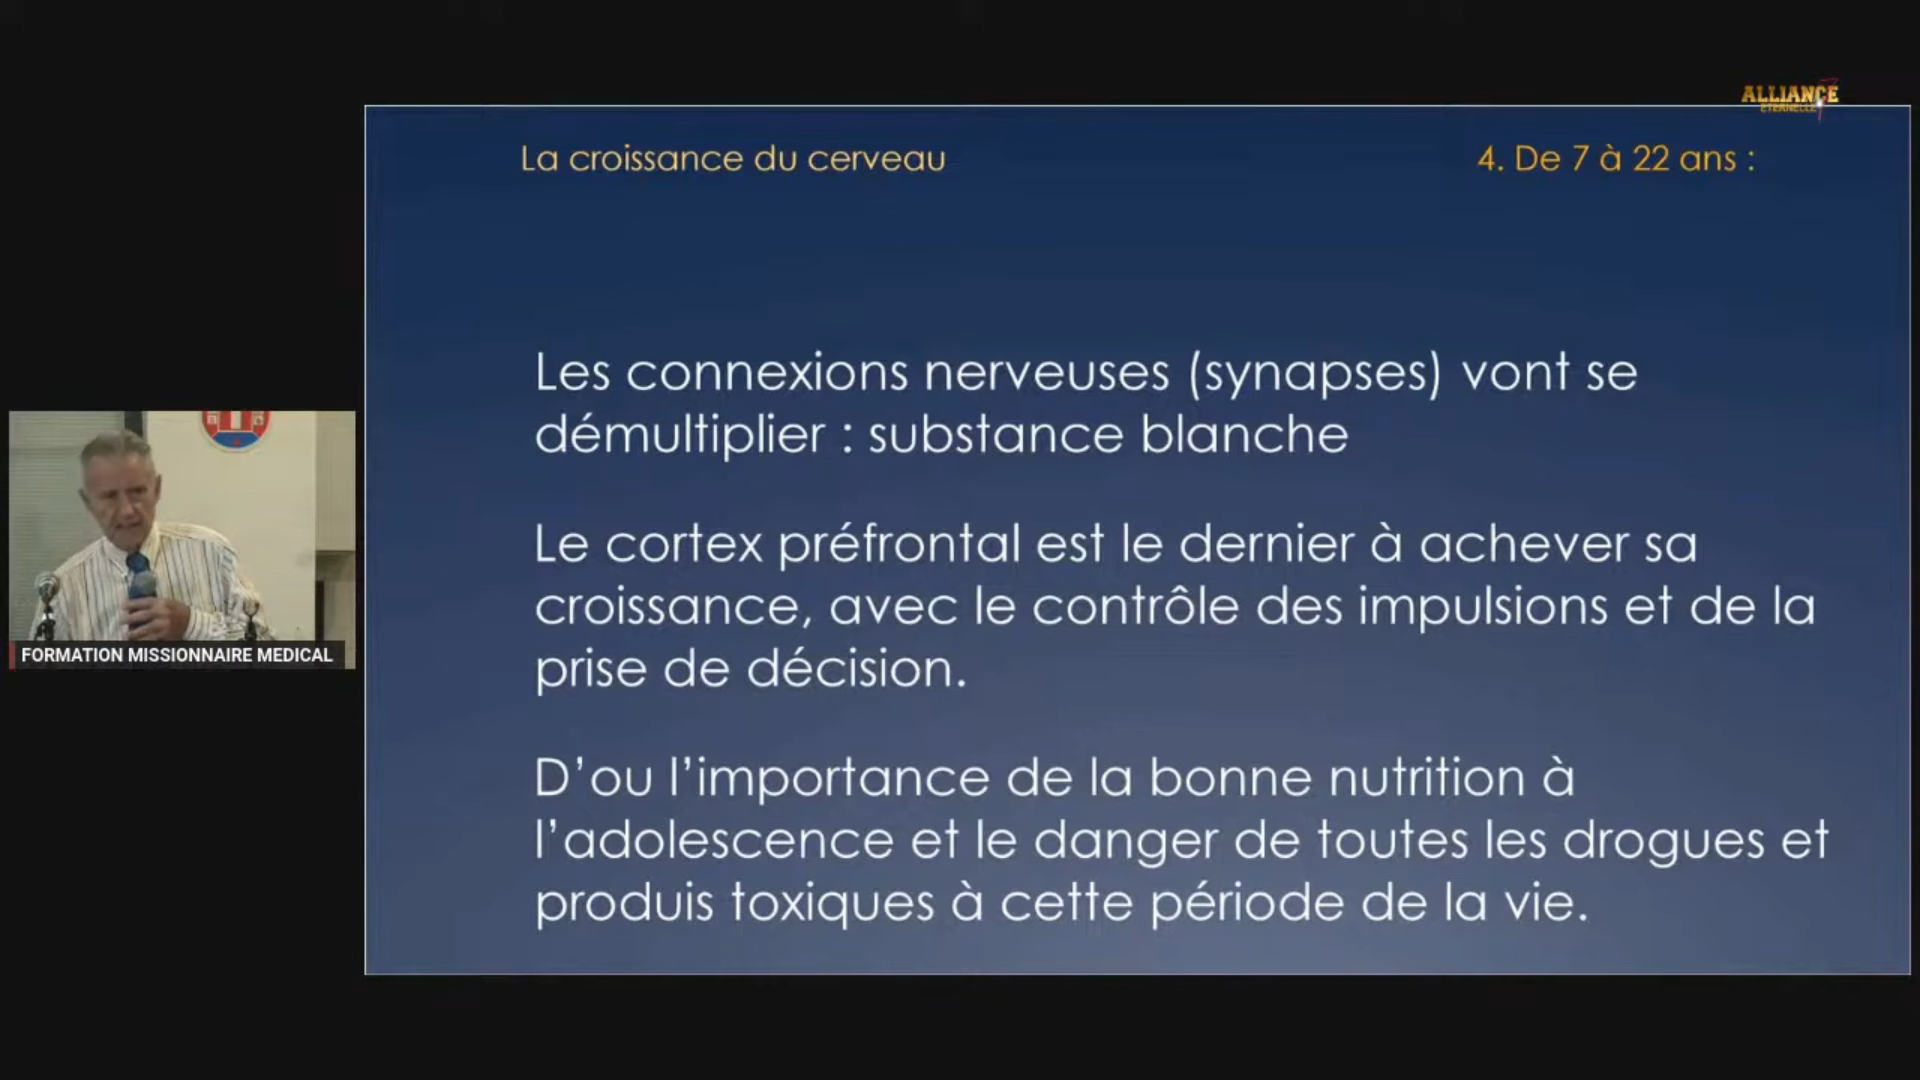 ALLIANCE
ÉTERNELLE
La croissance du cerveau
4. De 7 à 22 ans :
Les connexions nerveuses (synapses) vont se
démultiplier : substance blanche
Le cortex préfrontal est le dernier à achever sa
croissance, avec le contrôle des impulsions et de la
prise de décision.
D’ou l’importance de la bonne nutrition à
l’adolescence et le danger de toutes les drogues et
produis toxiques à cette période de la vie.
FORMATION MISSIONNAIRE MEDICAL